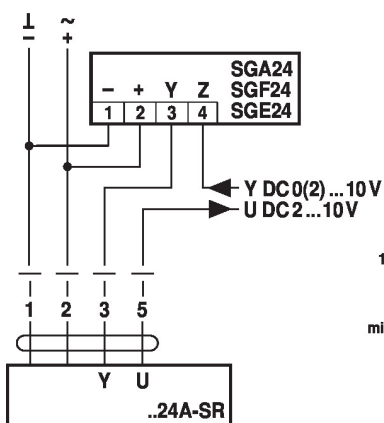 ⊥ ~
− +
SGA24
− + Y Z SGF24
1 2 3 4 SGE24
Y DC 0(2)...10 V
U DC 2...10 V
1
1 2 3 5
mi
Y U
..24A-SR